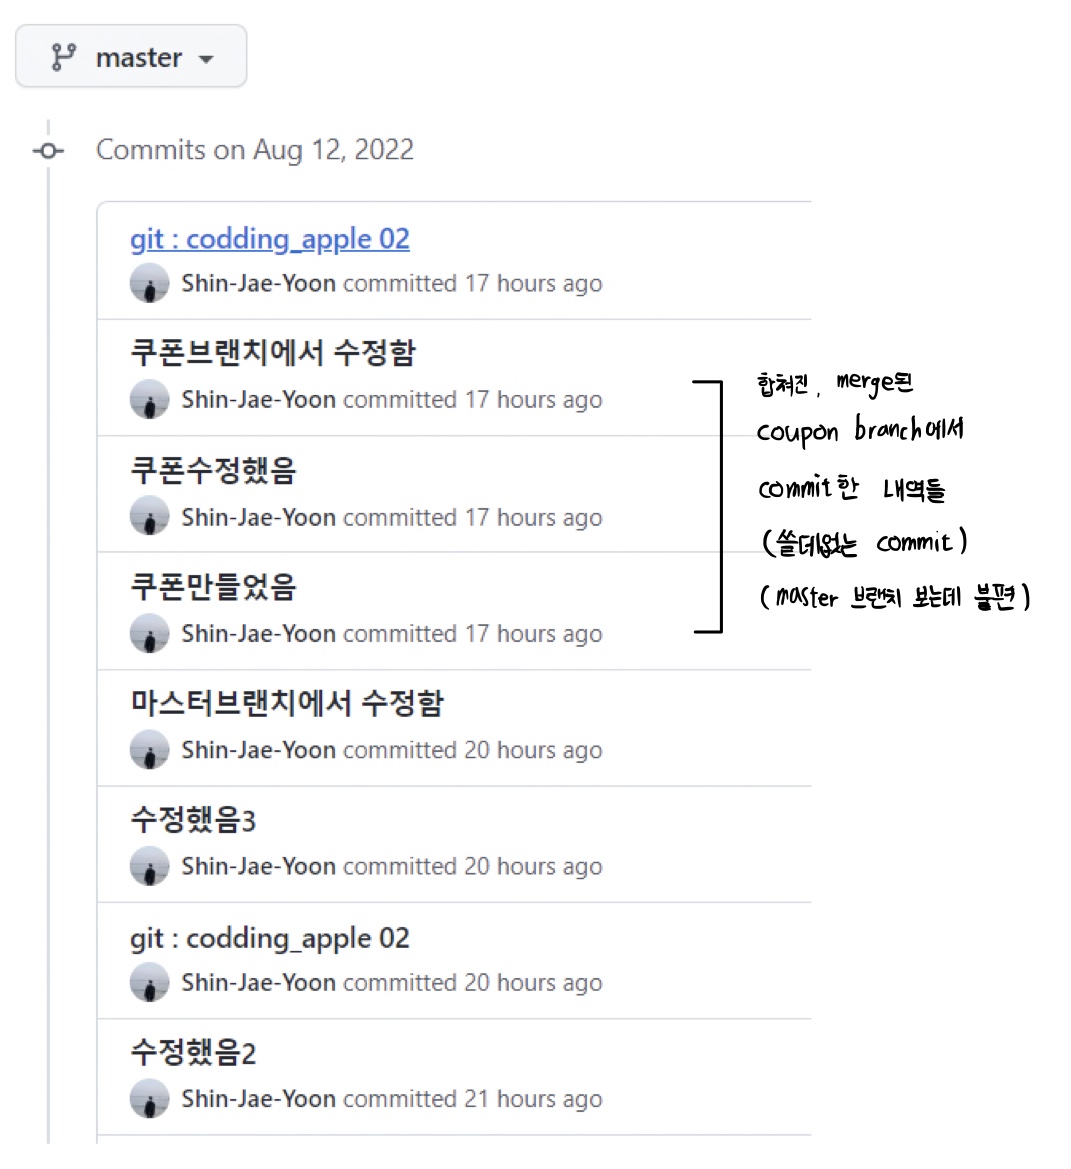 master
Commits on Aug 12, 2022
git : codding_apple 02
Shin-Jae-Yoon committed 17 hours ago
쿠폰브랜치에서 수정함
Shin-Jae-Yoon committed 17 hours ago
쿠폰수정했음
Shin-Jae-Yoon committed 17 hours ago
쿠폰만들었음
Shin-Jae-Yoon committed 17 hours ago
합쳐진, merge된
coupon branch에서
commit한 내역들
(쓸데없는 commit)
(master 브랜치 보는데 불편)
마스터브랜치에서 수정함
Shin-Jae-Yoon committed 20 hours ago
수정했음3
Shin-Jae-Yoon committed 20 hours ago
git : codding_apple 02
Shin-Jae-Yoon committed 20 hours ago
수정했음2
Shin-Jae-Yoon committed 21 hours ago